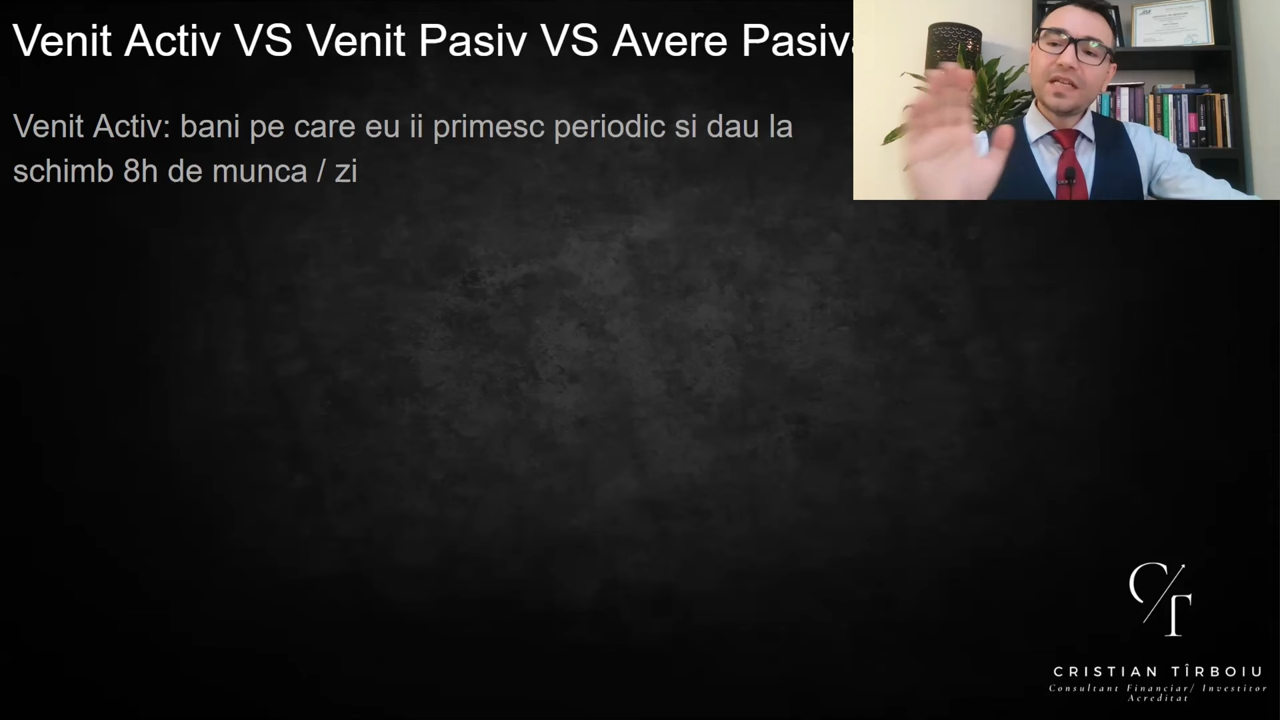 Venit Activ VS Venit Pasiv VS Avere Pasiva
Venit Activ: bani pe care eu ii primesc periodic si dau la
schimb 8h de munca / zi
CT
CRISTIAN TÎRBOIU
Consultant Financiar/ Investitor
Acreditat